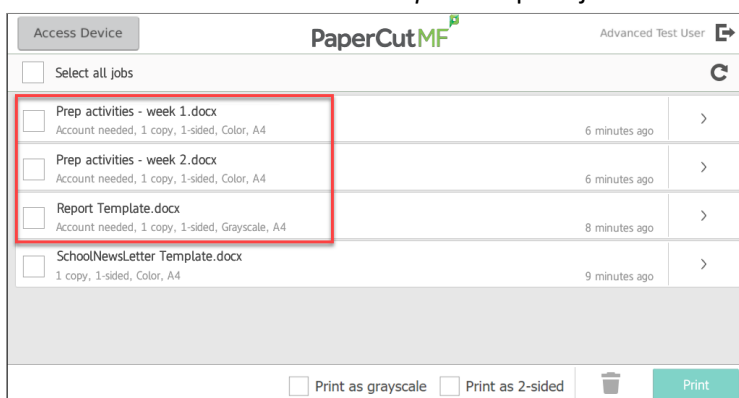 Access Device
PaperCutMF
Advanced Test User
Select all jobs
Prep activities - week 1.docx
Account needed, 1 copy, 1-sided, Color, A4
6 minutes ago
Prep activities - week 2.docx
Account needed, 1 copy, 1-sided, Color, A4
6 minutes ago
Report Template.docx
Account needed, 1 copy, 1-sided, Grayscale, A4
8 minutes ago
SchoolNewsLetter Template.docx
1 copy, 1-sided, Color, A4
9 minutes ago
Print as grayscale
Print as 2-sided
Print